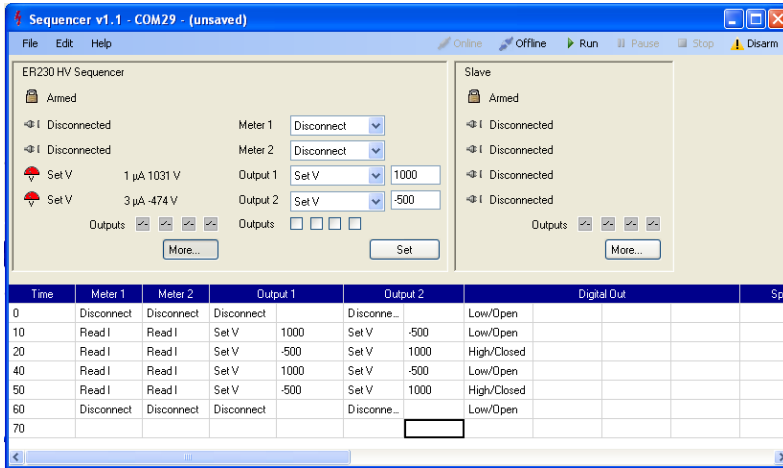 Sequencer v1.1 - COM29 - (unsaved)
File Edit Help Online Offline Run Pause Stop Disarm
ER230 HV Sequencer
Armed
Disconnected Meter 1 Disconnect
Disconnected Meter 2 Disconnect
Set V 1 µA 1031 V Output 1 Set V 1000
Set V 3 µA -474 V Output 2 Set V -500
Outputs Outputs
More... Set
Slave
Armed
Disconnected
Disconnected
Disconnected
Disconnected
Outputs
More...
Time Meter 1 Meter 2 Output 1 Output 2 Digital Out Sp
0 Disconnect Disconnect Disconnect Disconne... Low/Open
10 Read I Read I Set V 1000 Set V -500 Low/Open
20 Read I Read I Set V -500 Set V 1000 High/Closed
40 Read I Read I Set V 1000 Set V -500 Low/Open
50 Read I Read I Set V -500 Set V 1000 High/Closed
60 Disconnect Disconnect Disconnect Disconne... Low/Open
70